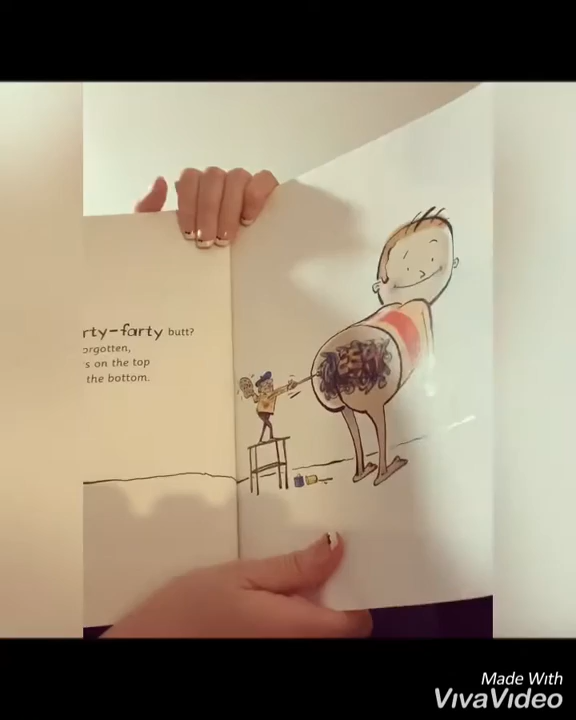 rty-farty butt?
orgotten,
s on the top
the bottom.
Made With
VivaVideo